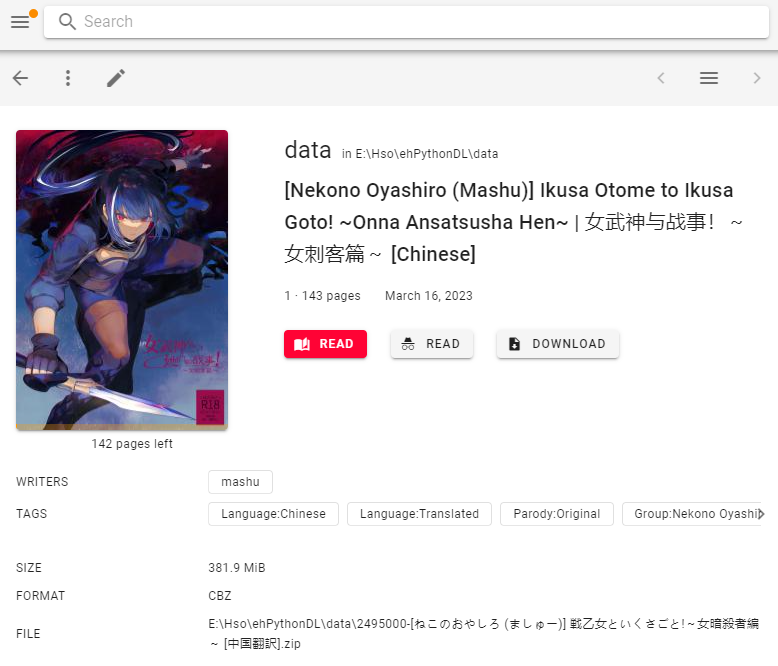 Search
data in E:\Hso\ehPythonDL\data
[Nekono Oyashiro (Mashu)] Ikusa Otome to Ikusa
Goto! ~Onna Ansatsusha Hen~ | 女武神与战事！ ～
女刺客篇～ [Chinese]
1 · 143 pages March 16, 2023
READ READ DOWNLOAD
R18
142 pages left
WRITERS mashu
TAGS Language:Chinese Language:Translated Parody:Original Group:Nekono Oyashi
SIZE 381.9 MiB
FORMAT CBZ
FILE E:\Hso\ehPythonDL\data\2495000-[ねこのおやしろ (ましゅー)] 戦乙女といくさごと!～女暗殺者編
～ [中国翻訳].zip